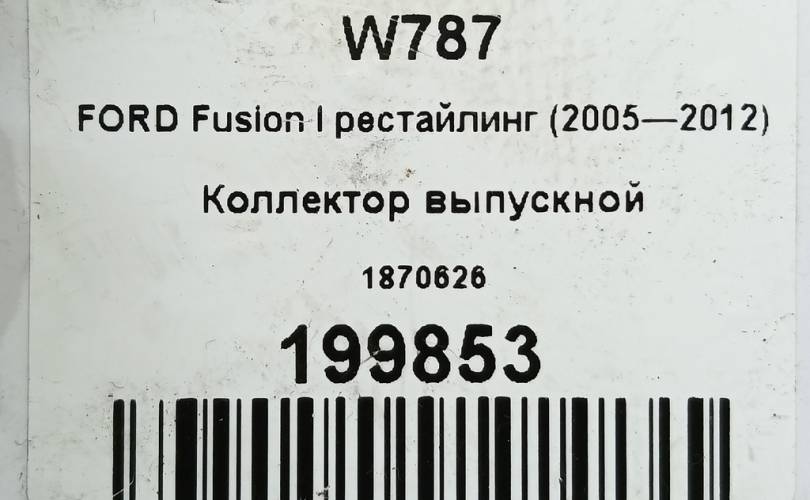 W787
FORD Fusion I рестайлинг (2005—2012)
Коллектор выпускной
1870626
199853